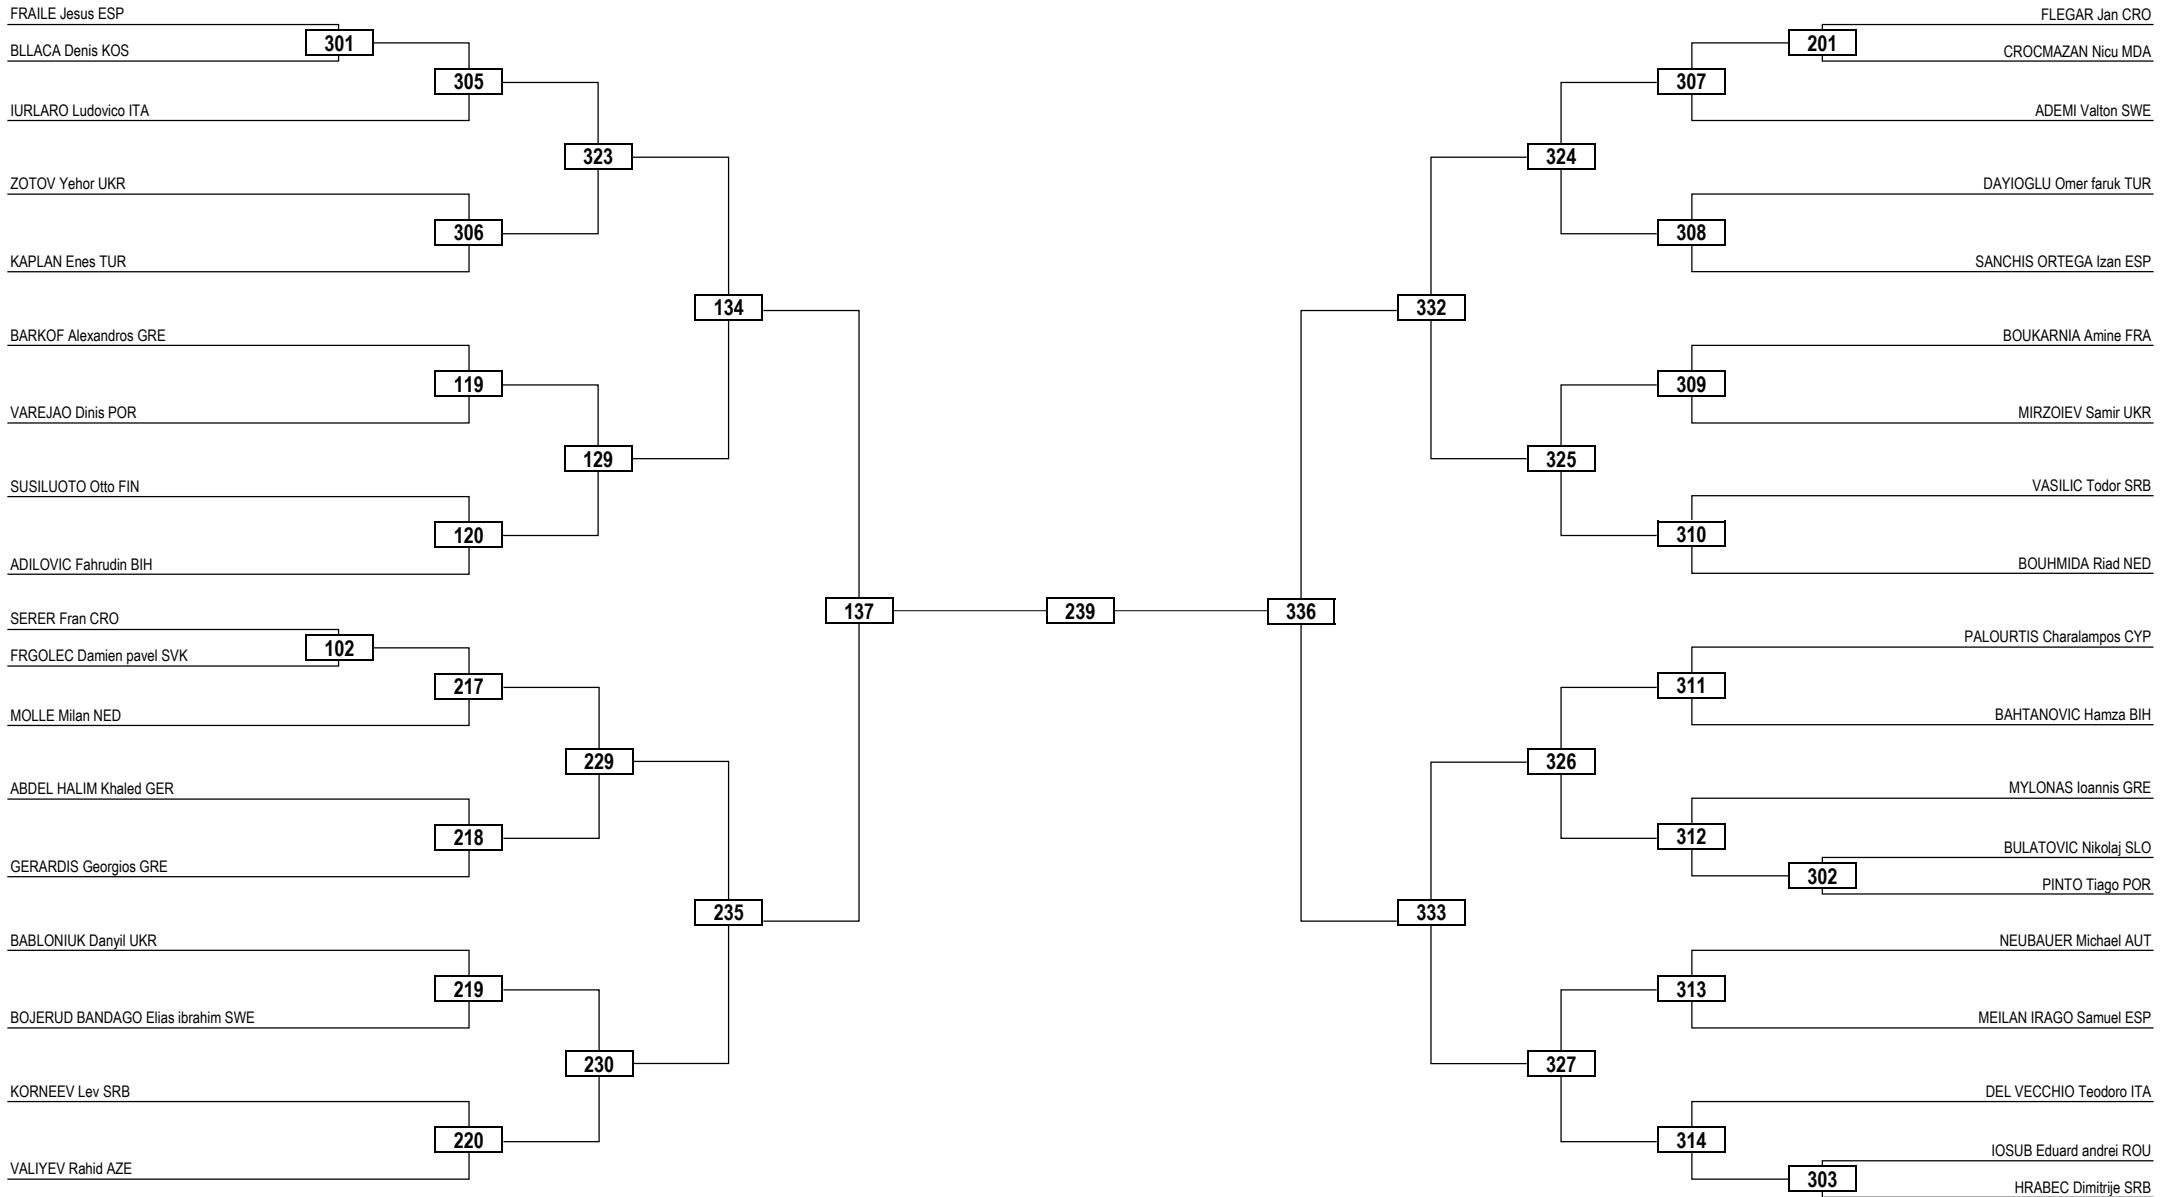 FRAILE Jesus ESP
301
BLLACA Denis KOS
305
IURLARO Ludovico ITA
323
ZOTOV Yehor UKR
306
KAPLAN Enes TUR
134
BARKOF Alexandros GRE
119
VAREJAO Dinis POR
129
SUSILUOTO Otto FIN
120
ADILOVIC Fahrudin BIH
137
SERER Fran CRO
102
FRGOLEC Damien pavel SVK
217
MOLLE Milan NED
229
ABDEL HALIM Khaled GER
218
GERARDIS Georgios GRE
235
BABLONIUK Danyil UKR
219
BOJERUD BANDAGO Elias ibrahim SWE
230
KORNEEV Lev SRB
220
VALIYEV Rahid AZE
239
FLEGAR Jan CRO
201
CROCMAZAN Nicu MDA
307
ADEMI Valton SWE
324
DAYIOGLU Omer faruk TUR
308
SANCHIS ORTEGA Izan ESP
332
BOUKARNIA Amine FRA
309
MIRZOIEV Samir UKR
325
VASILIC Todor SRB
310
BOUHMIDA Riad NED
336
PALOURTIS Charalampos CYP
311
BAHTANOVIC Hamza BIH
326
MYLONAS Ioannis GRE
312
BULATOVIC Nikolaj SLO
302
PINTO Tiago POR
333
NEUBAUER Michael AUT
313
MEILAN IRAGO Samuel ESP
327
DEL VECCHIO Teodoro ITA
314
IOSUB Eduard andrei ROU
303
HRABEC Dimitrije SRB